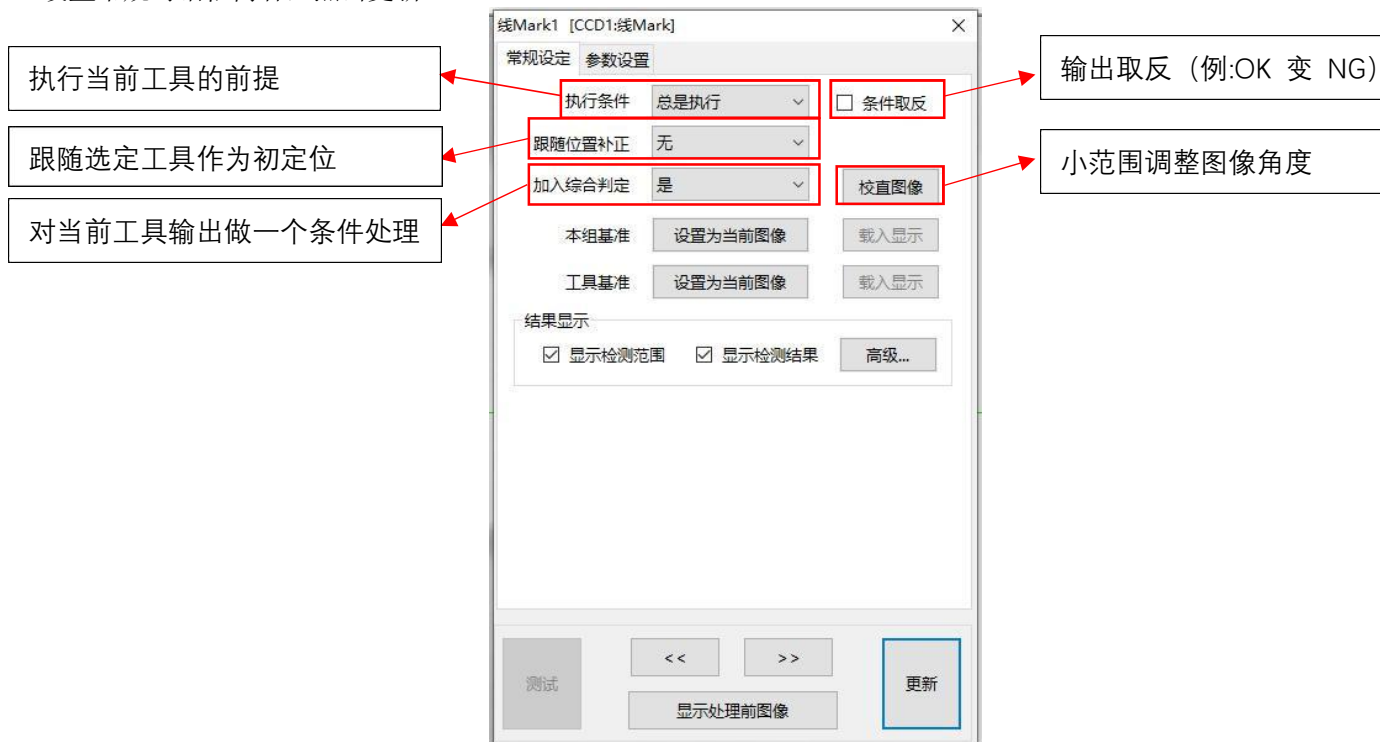 线Mark1 [CCD1:线Mark]
常规设定 参数设置
执行当前工具的前提
执行条件 总是执行 条件取反
输出取反 (例:OK 变 NG)
跟随选定工具作为初定位
跟随位置补正 无
小范围调整图像角度
加入综合判定 是 校直图像
对当前工具输出做一个条件处理
本组基准 设置为当前图像 载入显示
工具基准 设置为当前图像 载入显示
结果显示
显示检测范围 显示检测结果 高级...
<< >>
测试 更新
显示处理前图像